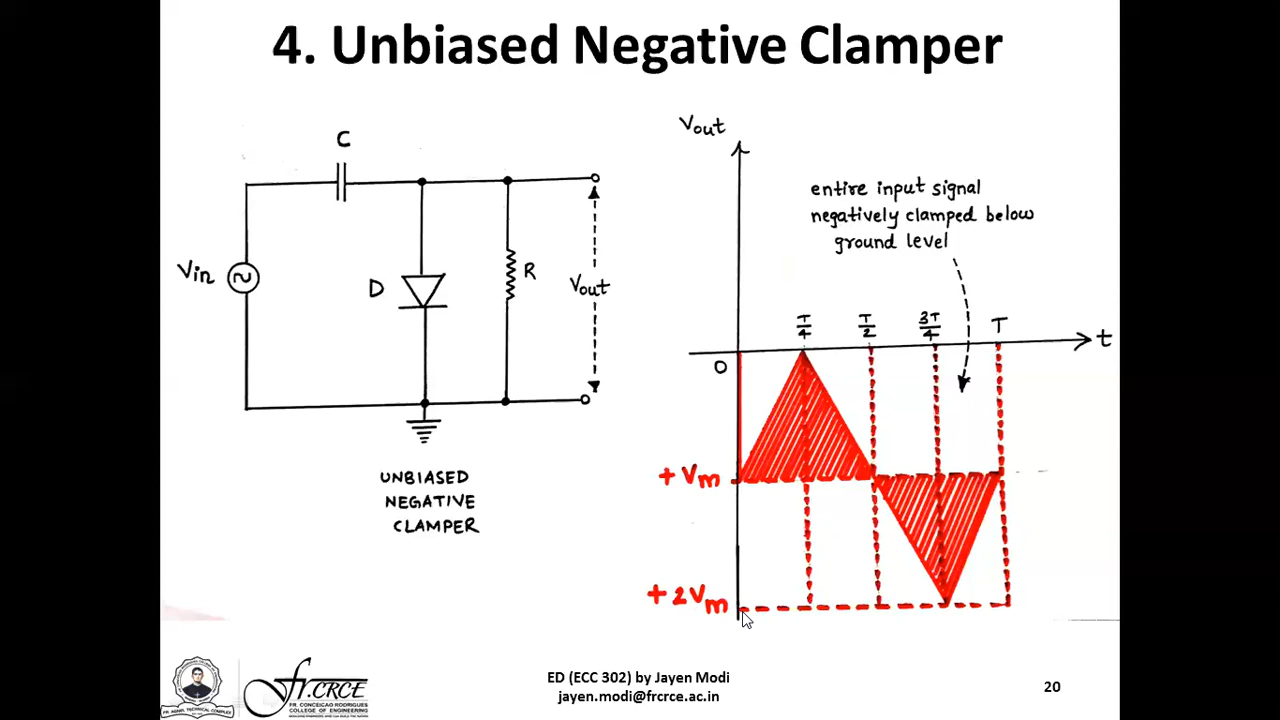 4. Unbiased Negative Clamper
C
Vin
D
R
Vout
UNBIASED
NEGATIVE
CLAMPER
Vout
entire input signal
negatively clamped below
ground level
T/4
T/2
3T/4
T
t
0
+Vm
+2Vm
fr.CRCE
FR. CONCEICAO RODRIGUES
COLLEGE OF ENGINEERING
ED (ECC 302) by Jayen Modi
jayen.modi@frcrce.ac.in
20